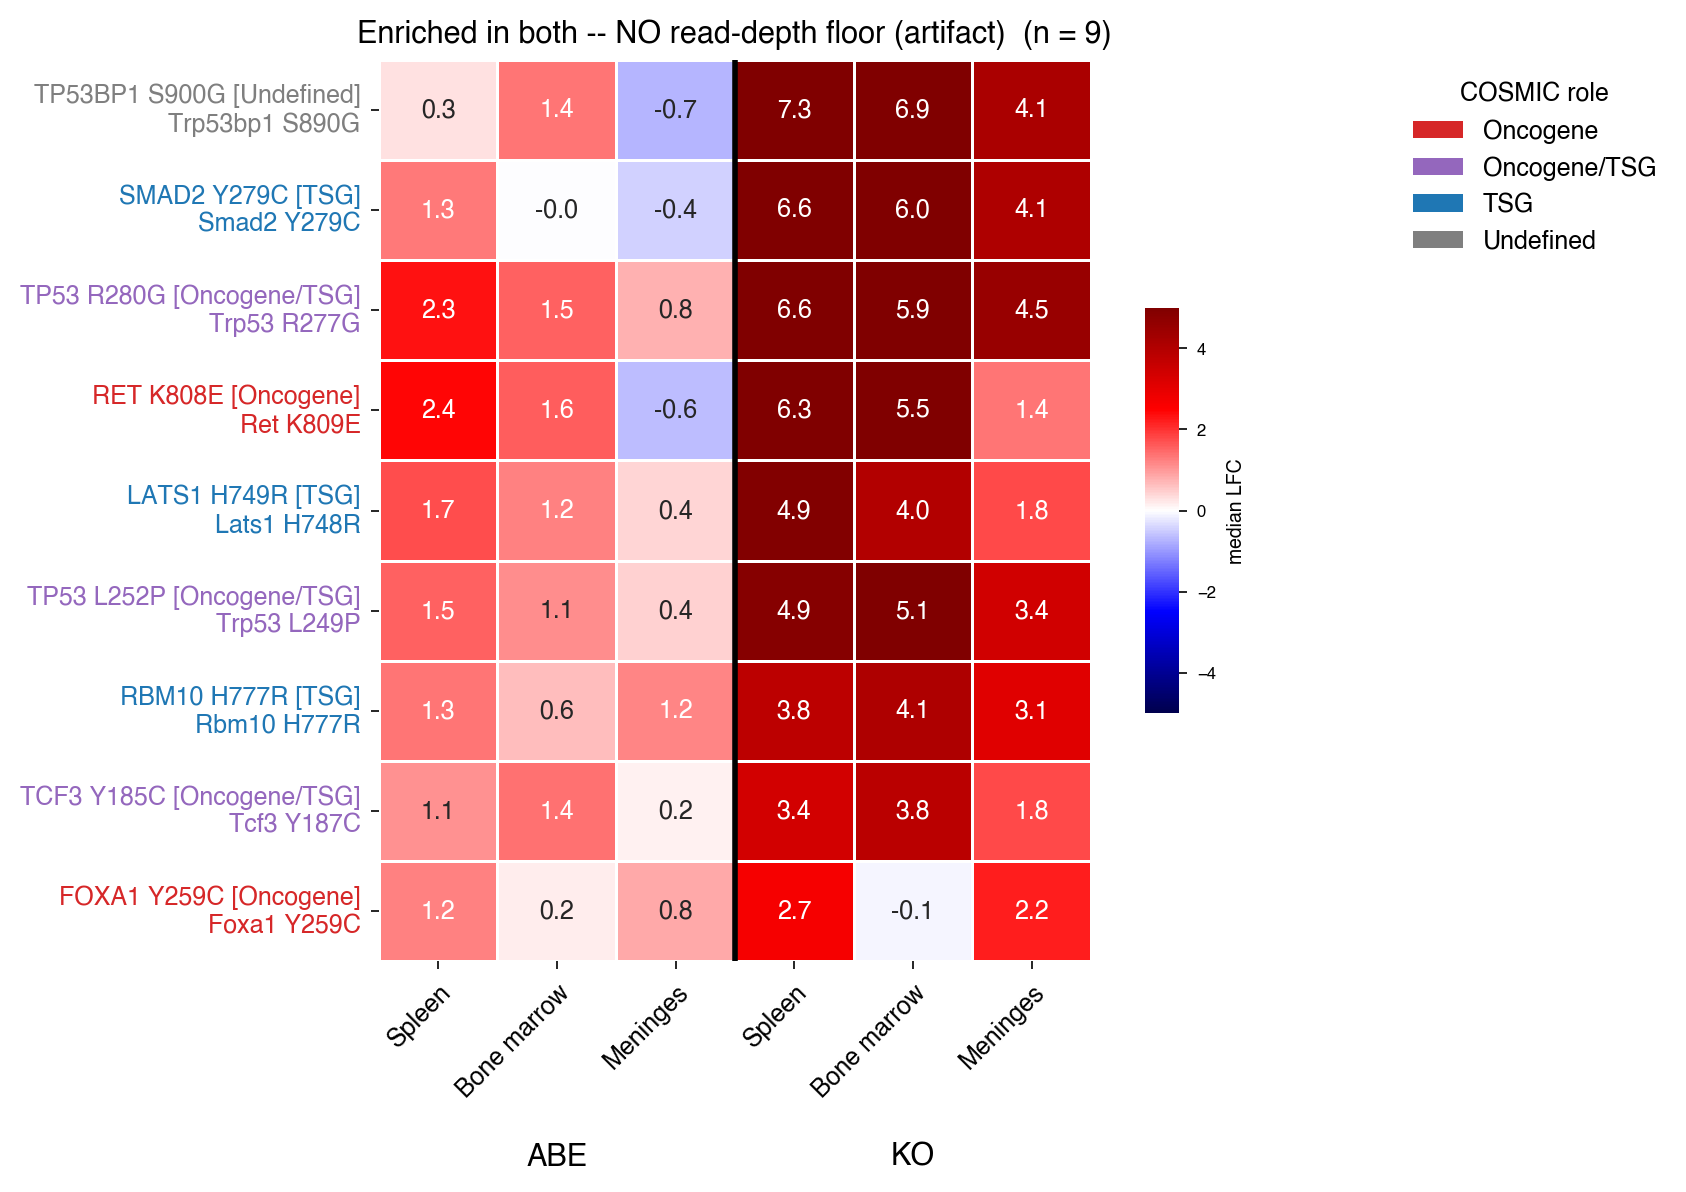 Enriched in both -- NO read-depth floor (artifact)  (n = 9)
TP53BP1 S900G [Undefined]
Trp53bp1 S890G
0.3 1.4 -0.7 7.3 6.9 4.1
SMAD2 Y279C [TSG]
Smad2 Y279C
1.3 -0.0 -0.4 6.6 6.0 4.1
TP53 R280G [Oncogene/TSG]
Trp53 R277G
2.3 1.5 0.8 6.6 5.9 4.5
RET K808E [Oncogene]
Ret K809E
2.4 1.6 -0.6 6.3 5.5 1.4
LATS1 H749R [TSG]
Lats1 H748R
1.7 1.2 0.4 4.9 4.0 1.8
TP53 L252P [Oncogene/TSG]
Trp53 L249P
1.5 1.1 0.4 4.9 5.1 3.4
RBM10 H777R [TSG]
Rbm10 H777R
1.3 0.6 1.2 3.8 4.1 3.1
TCF3 Y185C [Oncogene/TSG]
Tcf3 Y187C
1.1 1.4 0.2 3.4 3.8 1.8
FOXA1 Y259C [Oncogene]
Foxa1 Y259C
1.2 0.2 0.8 2.7 -0.1 2.2
Spleen
Bone marrow
Meninges
Spleen
Bone marrow
Meninges
ABE
KO
COSMIC role
Oncogene
Oncogene/TSG
TSG
Undefined
4
2
0
−2
−4
median LFC